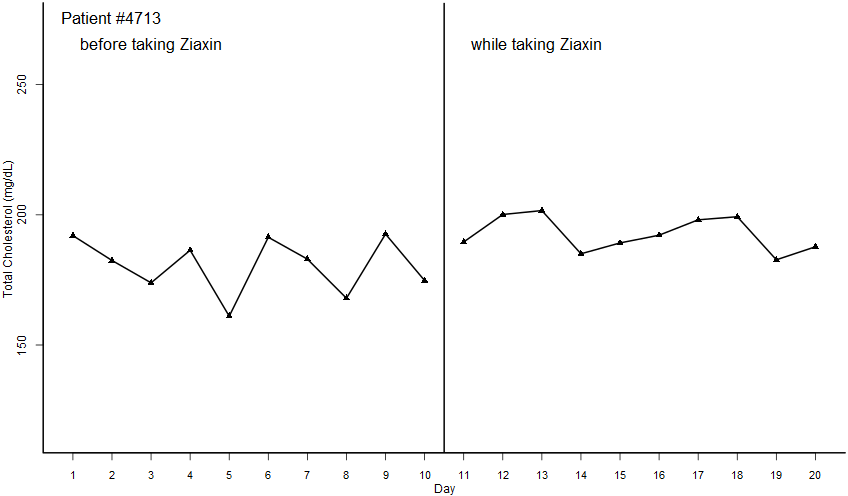 Patient #4713
before taking Ziaxin
while taking Ziaxin
Total Cholesterol (mg/dL)
250
200
150
1 2 3 4 5 6 7 8 9 10 11 12 13 14 15 16 17 18 19 20
Day